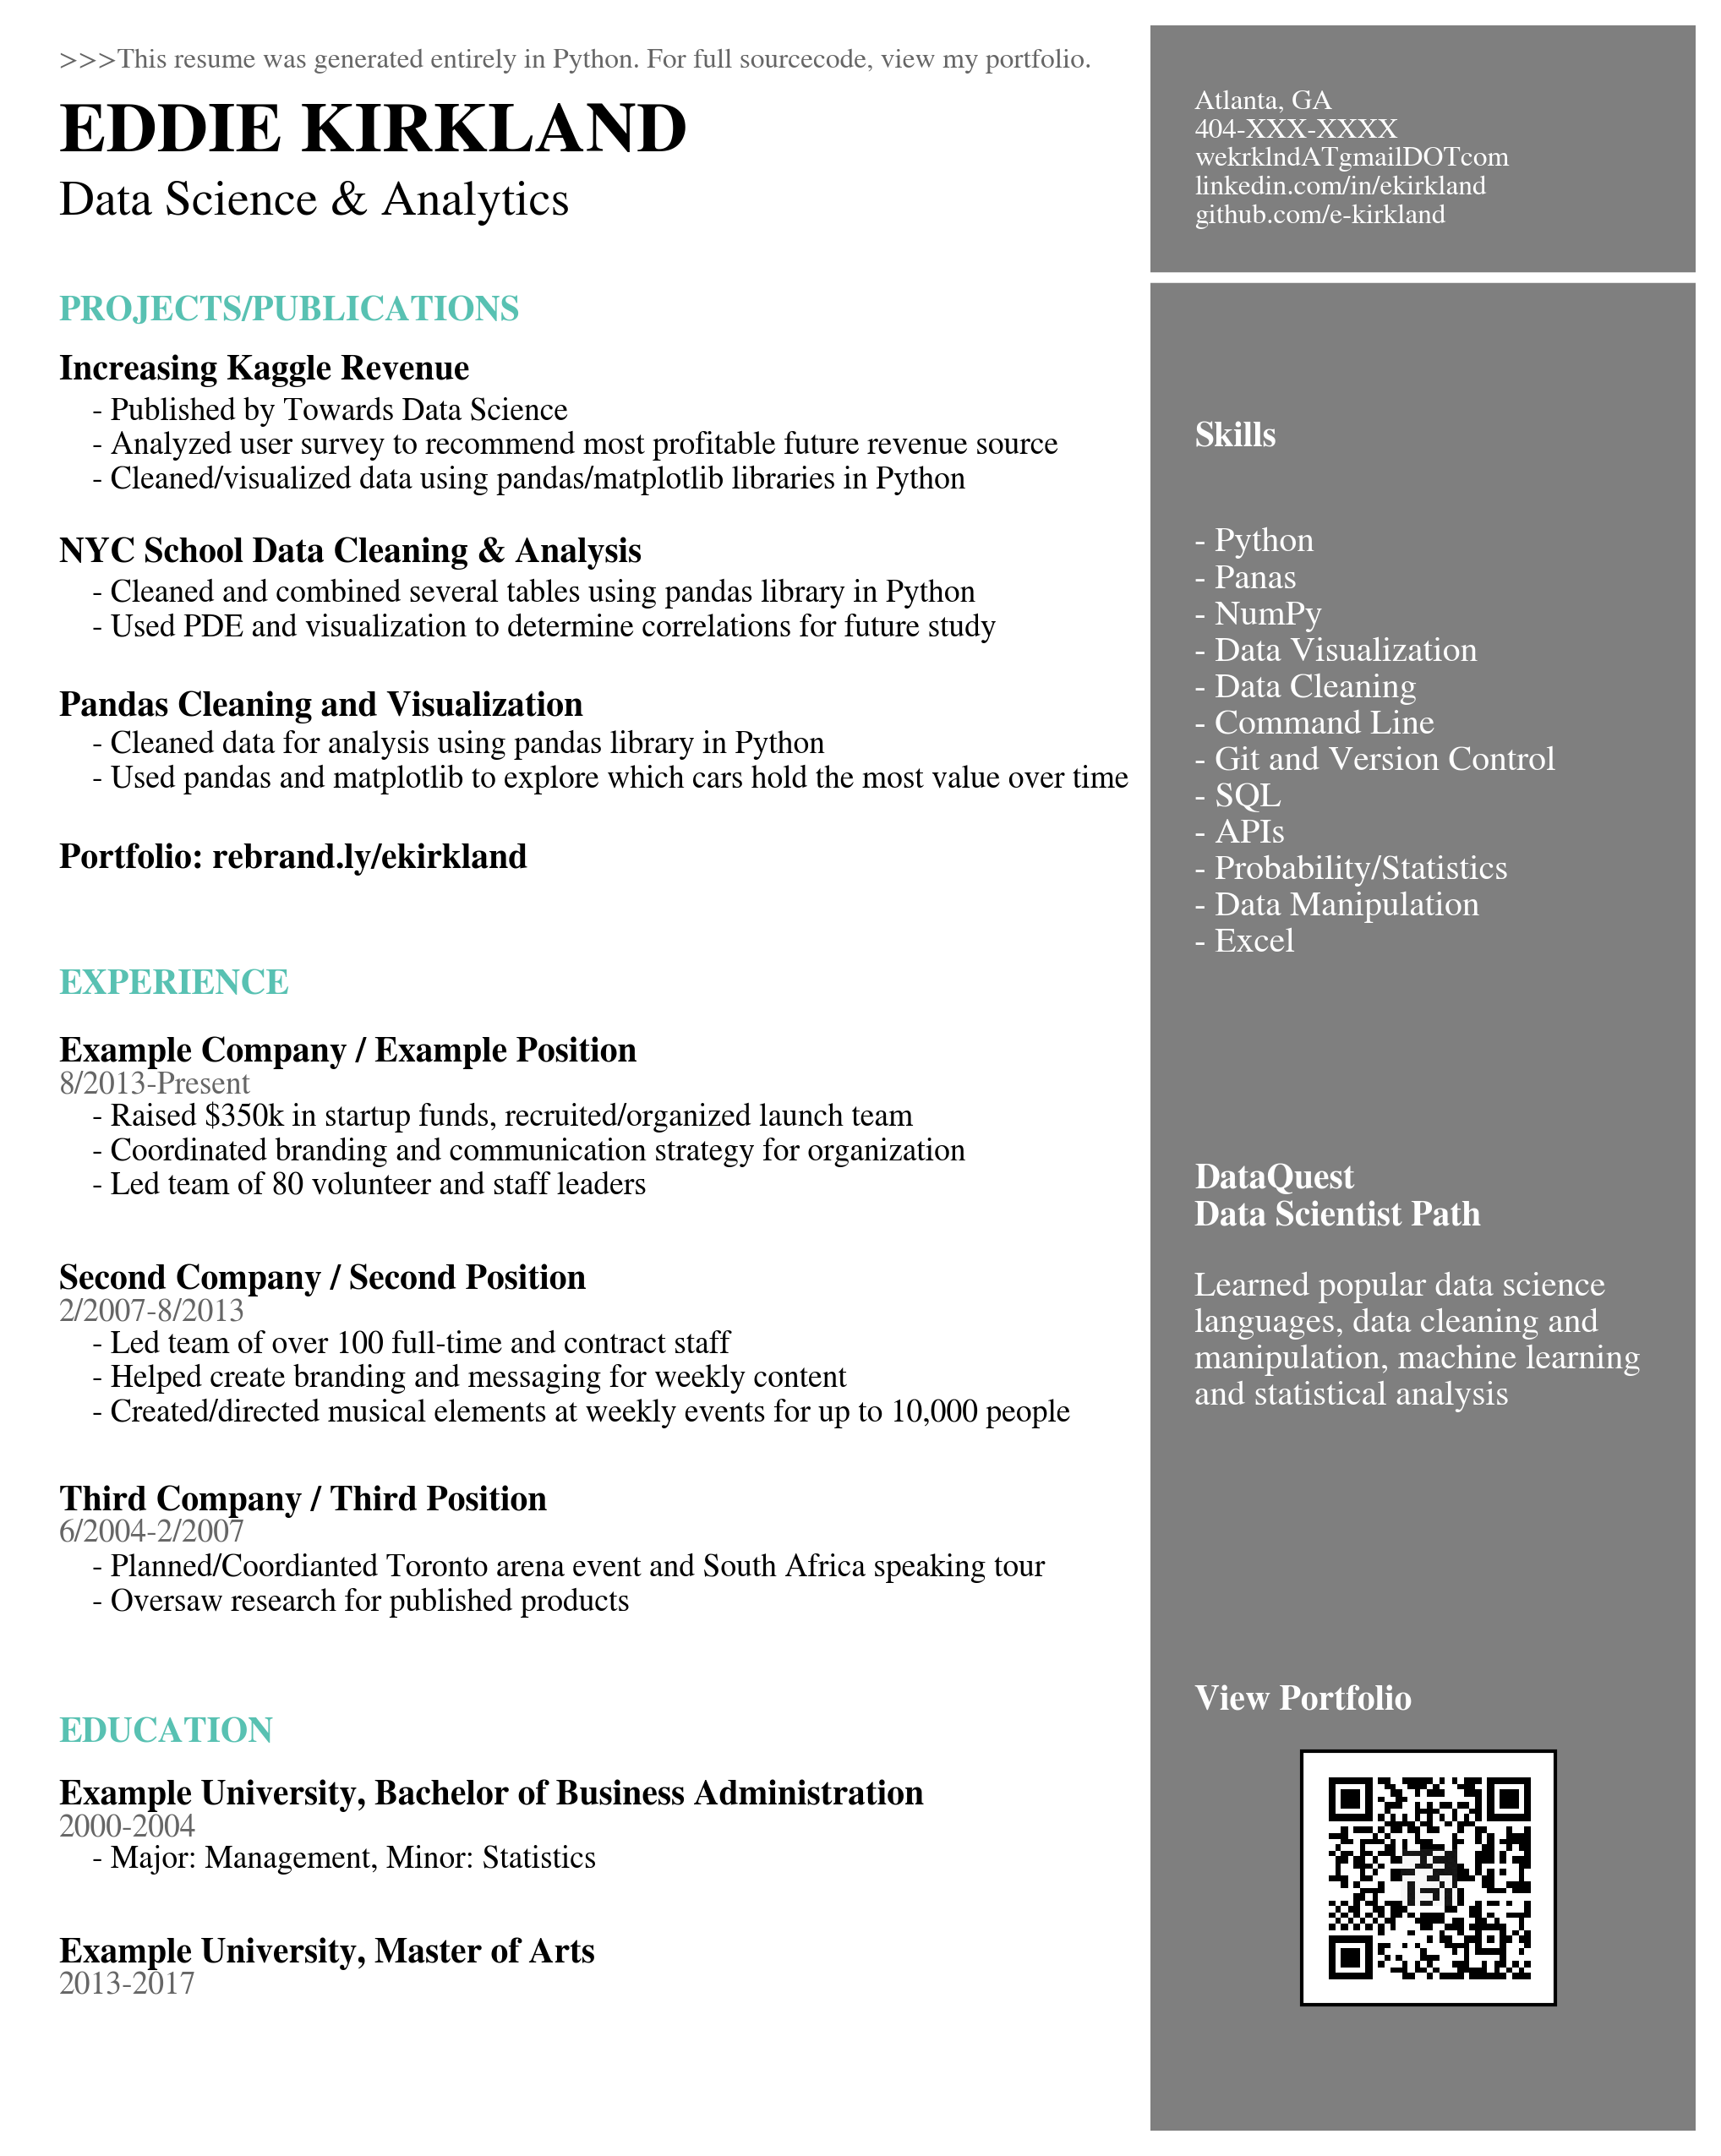 >>>This resume was generated entirely in Python. For full sourcecode, view my portfolio.
EDDIE KIRKLAND
Data Science & Analytics
PROJECTS/PUBLICATIONS
Increasing Kaggle Revenue
- Published by Towards Data Science
- Analyzed user survey to recommend most profitable future revenue source
- Cleaned/visualized data using pandas/matplotlib libraries in Python
NYC School Data Cleaning & Analysis
- Cleaned and combined several tables using pandas library in Python
- Used PDE and visualization to determine correlations for future study
Pandas Cleaning and Visualization
- Cleaned data for analysis using pandas library in Python
- Used pandas and matplotlib to explore which cars hold the most value over time
Portfolio: rebrand.ly/ekirkland
EXPERIENCE
Example Company / Example Position
8/2013-Present
- Raised $350k in startup funds, recruited/organized launch team
- Coordinated branding and communication strategy for organization
- Led team of 80 volunteer and staff leaders
Second Company / Second Position
2/2007-8/2013
- Led team of over 100 full-time and contract staff
- Helped create branding and messaging for weekly content
- Created/directed musical elements at weekly events for up to 10,000 people
Third Company / Third Position
6/2004-2/2007
- Planned/Coordianted Toronto arena event and South Africa speaking tour
- Oversaw research for published products
EDUCATION
Example University, Bachelor of Business Administration
2000-2004
- Major: Management, Minor: Statistics
Example University, Master of Arts
2013-2017
Atlanta, GA
404-XXX-XXXX
wekrklndATgmailDOTcom
linkedin.com/in/ekirkland
github.com/e-kirkland
Skills
- Python
- Panas
- NumPy
- Data Visualization
- Data Cleaning
- Command Line
- Git and Version Control
- SQL
- APIs
- Probability/Statistics
- Data Manipulation
- Excel
DataQuest
Data Scientist Path
Learned popular data science
languages, data cleaning and
manipulation, machine learning
and statistical analysis
View Portfolio